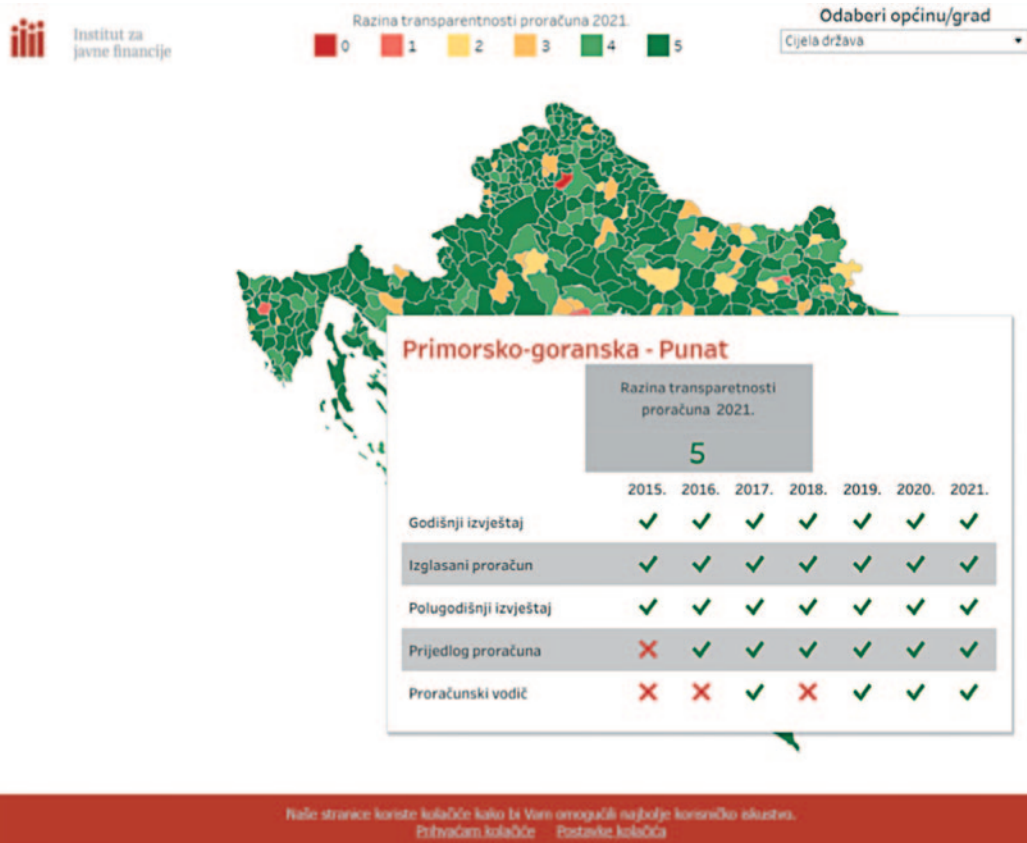 Institut za
javne financije
Razina transparentnosti proračuna 2021.
0 1 2 3 4 5
Odaberi općinu/grad
Cijela država
Primorsko-goranska - Punat
Razina transparetnosti
proračuna 2021.
5
2015. 2016. 2017. 2018. 2019. 2020. 2021.
Godišnji izvještaj
Izglasani proračun
Polugodišnji izvještaj
Prijedlog proračuna
Proračunski vodič
Naše stranice koriste kolačiće kako bi Vam omogućili najbolje korisničko iskustvo.
Prihvaćam kolačiće Postavke kolačića